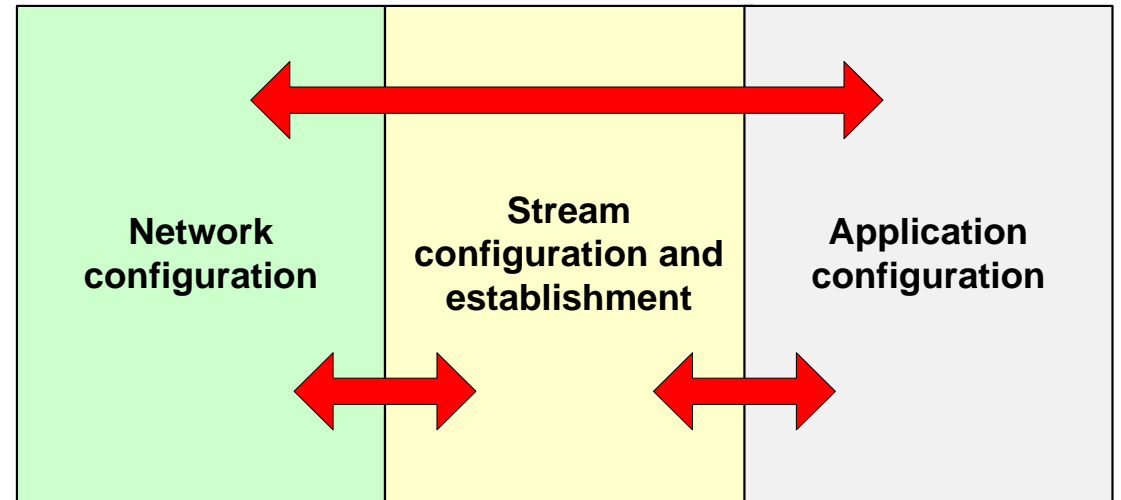 Network
configuration
Stream
configuration and
establishment
Application
configuration